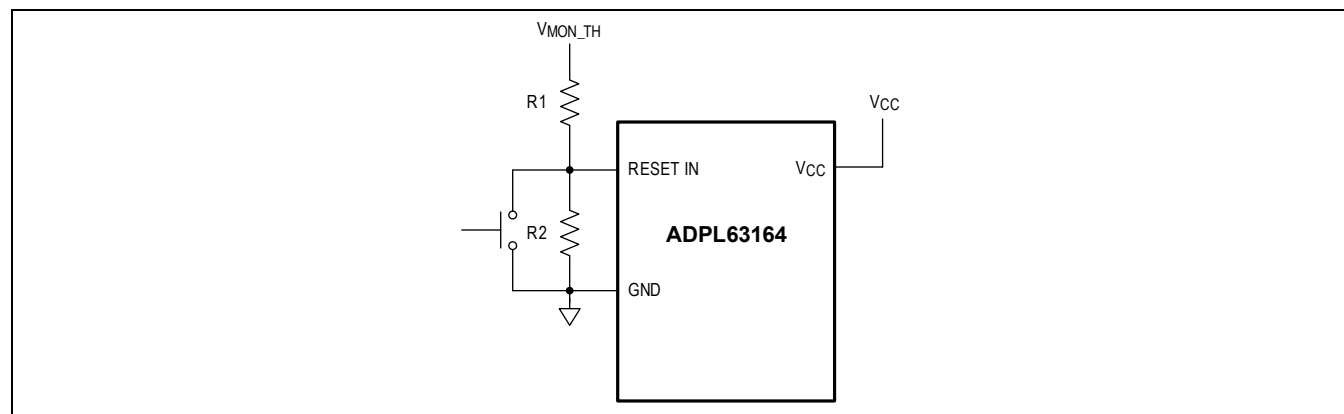 VMON_TH
R1
VCC
RESET IN
VCC
R2
ADPL63164
GND